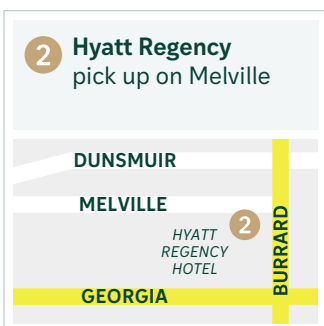 2
Hyatt Regency
pick up on Melville
DUNSMUIR
MELVILLE
2
HYATT
REGENCY
HOTEL
BURRARD
GEORGIA